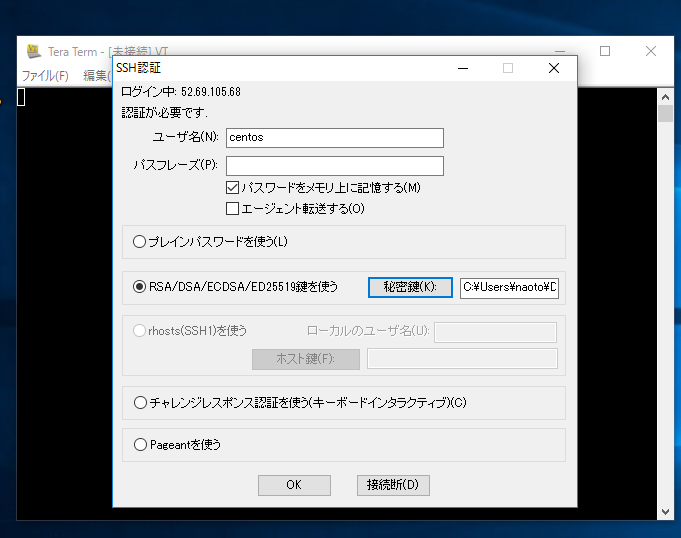 Tera Term - [未接続] VT
ファイル(F) 編集(
SSH認証
ログイン中: 52.69.105.68
認証が必要です.
ユーザ名(N): centos
パスフレーズ(P):
パスワードをメモリ上に記憶する(M)
エージェント転送する(O)
プレインパスワードを使う(L)
RSA/DSA/ECDSA/ED25519鍵を使う 秘密鍵(K): C:¥Users¥naoto¥D
rhosts(SSH1)を使う ローカルのユーザ名(U):
ホスト鍵(F):
チャレンジレスポンス認証を使う(キーボードインタラクティブ)(C)
Pageantを使う
OK 接続断(D)